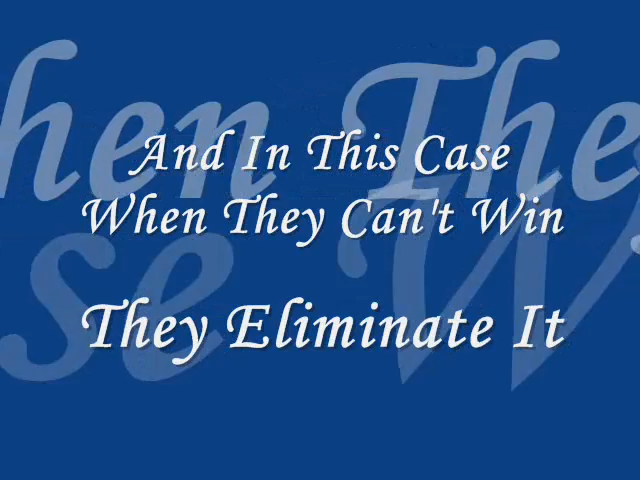 And In This Case
When They Can't Win
They Eliminate It